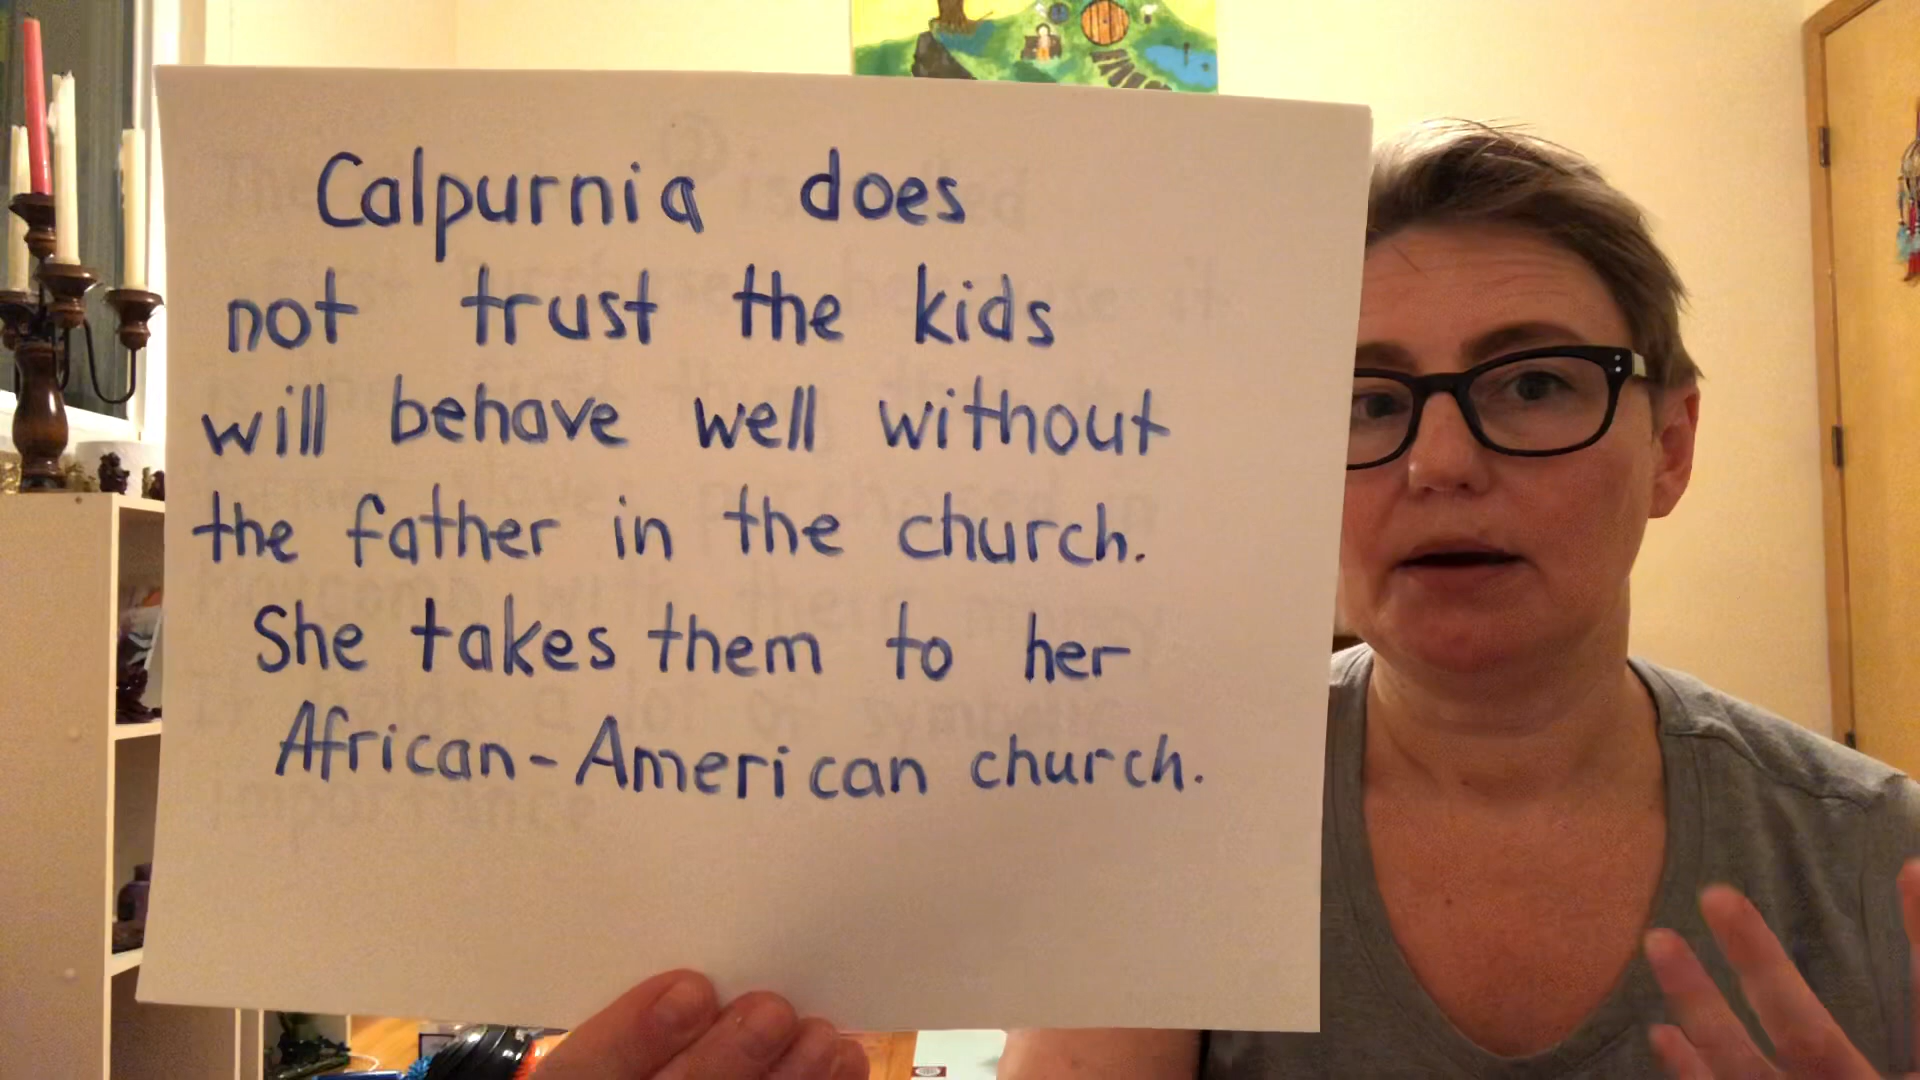 Calpurnia does
not trust the kids
will behave well without
the father in the church.
She takes them to her
African-American church.